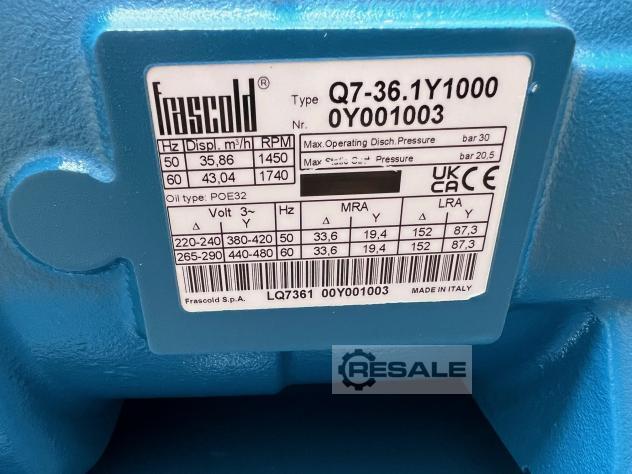 Frascold® Type Q7-36.1Y1000
Nr. 0Y001003
Hz Displ. m³/h RPM
50 35,86 1450
60 43,04 1740
Max.Operating Disch.Pressure bar 30
Max Static Pressure bar 20,5
Oil type: POE32
UK CA CE
Volt 3~ Hz MRA LRA
Δ Y Δ Y Δ Y
220-240 380-420 50 33,6 19,4 152 87,3
265-290 440-480 60 33,6 19,4 152 87,3
Frascold S.p.A. LQ7361 00Y001003 MADE IN ITALY
RESALE